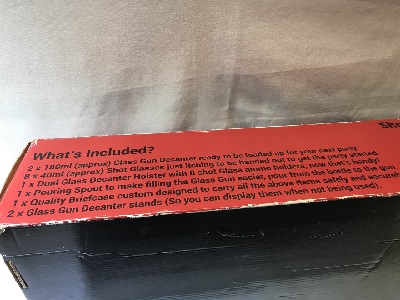 She
What's Included?
2 x 180ml (approx) Glass Gun Decanter ready to be loaded up for your next party
8 x 40ml (approx) Shot Glasses just itching to be handed out to get the party started
1 x Dual Glass Decanter Holster with 8 shot Glass ammo holders, now that's handy!
1 x Pouring Spout to make filling the Glass Gun easier, pour from the bottle to the gun
1 x Quality Briefcase custom designed to carry all the above items safely and securely
2 x Glass Gun Decanter stands (So you can display them when not being used).